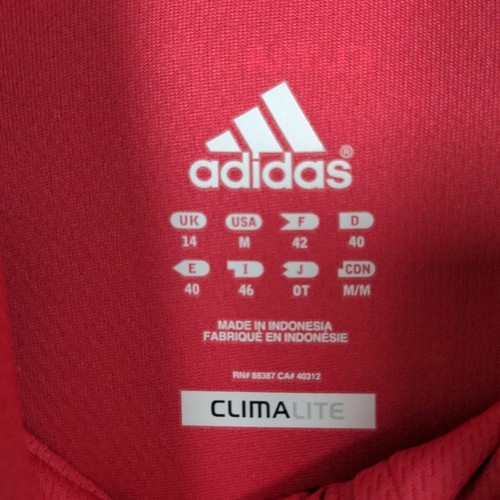 adidas®
UK USA F D
14 M 42 40
E I J CDN
40 46 OT M/M
MADE IN INDONESIA
FABRIQUÉ EN INDONÉSIE
RN# 88387 CA# 40312
CLIMALITE